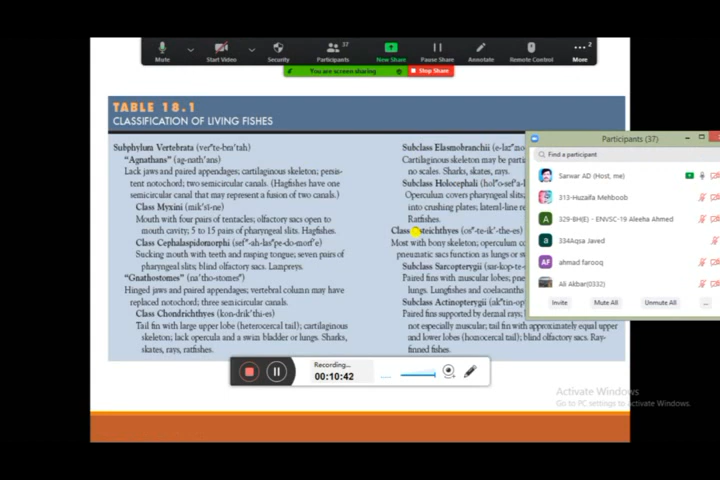 37
2
Mute
Start Video
Security
Participants
New Share
Pause Share
Annotate
Remote Control
More
You are screen sharing
Stop Share
TABLE 18.1
CLASSIFICATION OF LIVING FISHES
Subphylum Vertebrata (ver″te-bra′tah)
"Agnathans" (ag-nath′ans)
Lack jaws and paired appendages; cartilaginous skeleton; persis-
tent notochord; two semicircular canals. (Hagfishes have one
semicircular canal that may represent a fusion of two canals.)
Class Myxini (mik′sĭ-ne)
Mouth with four pairs of tentacles; olfactory sacs open to
mouth cavity; 5 to 15 pairs of pharyngeal slits. Hagfishes.
Class Cephalaspidomorphi (sef″-ah-las″pe-do-morf′e)
Sucking mouth with teeth and rasping tongue; seven pairs of
pharyngeal slits; blind olfactory sacs. Lampreys.
"Gnathostomes" (na′tho-stomes″)
Hinged jaws and paired appendages; vertebral column may have
replaced notochord; three semicircular canals.
Class Chondrichthyes (kon-drik′thi-es)
Tail fin with large upper lobe (heterocercal tail); cartilaginous
skeleton; lack opercula and a swim bladder or lungs. Sharks,
skates, rays, ratfishes.
Subclass Elasmobranchii
Cartilaginous skeleton may be
no scales. Sharks, skates, rays.
Subclass Holocephali
Operculum covers pharyngeal
into crushing plates; lateral-line
Ratfishes.
Class (os″te-ik′-the-es)
Most with bony skeleton; operculum
pneumatic sacs function as lungs or
Subclass Sarcopterygii
Paired fins with muscular lobes;
lungs. Lungfishes and coelacanths
Subclass Actinopterygii
Paired fins supported by dermal rays;
not especially muscular; tail fin with approximately equal upper
and lower lobes (homocercal tail); blind olfactory sacs. Ray-
finned fishes.
Participants (37)
Find a participant
Sarwar AD (Host, me)
313-Huzaifa Mehboob
A 329-BH(E) - ENVSC-19 Aleeha Ahmed
a 334Aqsa Javed
AF ahmad farooq
Ali Akbar(0332)
Invite
Mute All
Unmute All
...
Recording...
00:10:42
Activate Windows
Go to PC settings to activate Windows.